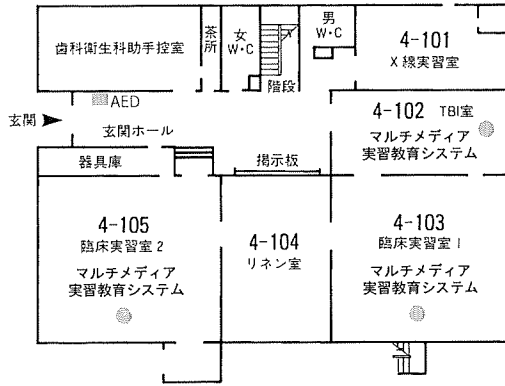 歯科衛生科助手控室
茶所
女
W・C
男
W・C
階段
4-101
X線実習室
AED
玄関
玄関ホール
4-102 TBI室
マルチメディア
実習教育システム
器具庫
掲示板
4-105
臨床実習室2
マルチメディア
実習教育システム
4-104
リネン室
4-103
臨床実習室1
マルチメディア
実習教育システム